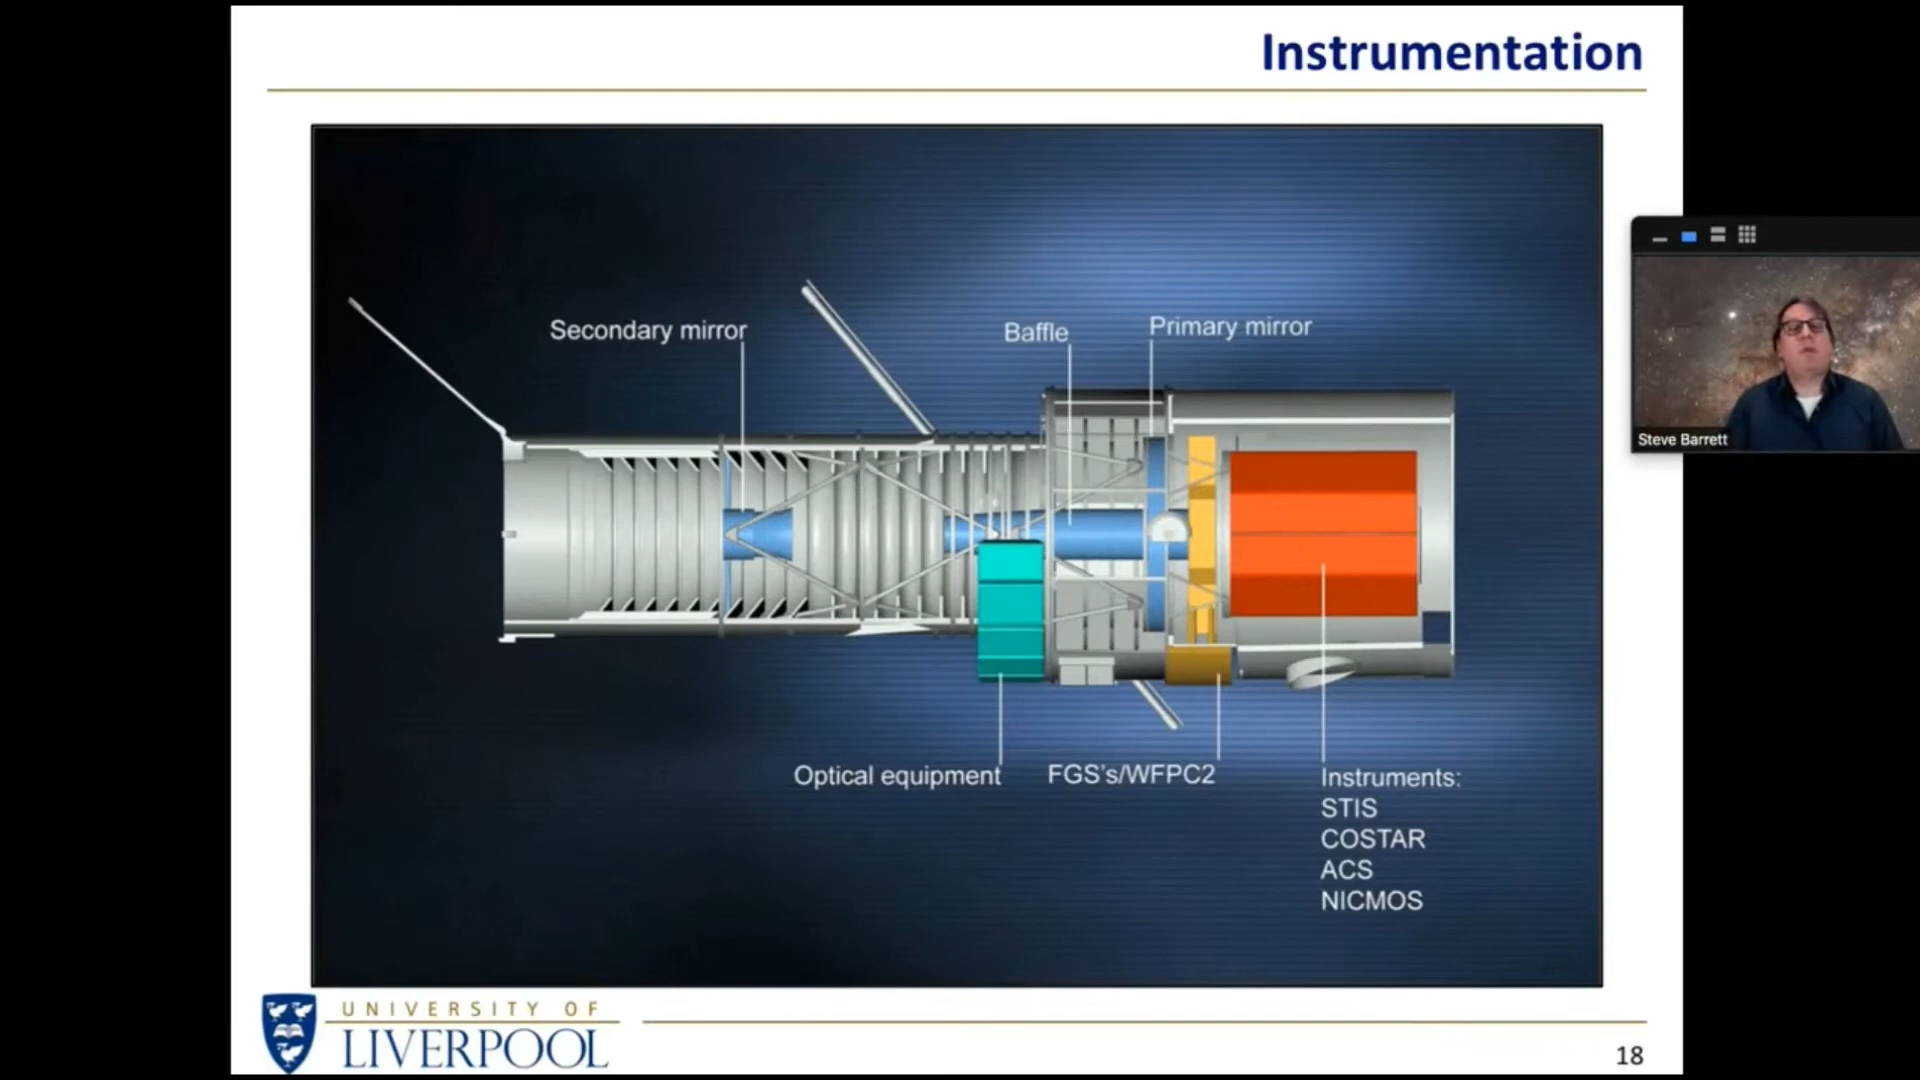 Instrumentation
Secondary mirror
Baffle
Primary mirror
Steve Barrett
Optical equipment
FGS's/WFPC2
Instruments:
STIS
COSTAR
ACS
NICMOS
UNIVERSITY OF
LIVERPOOL
18